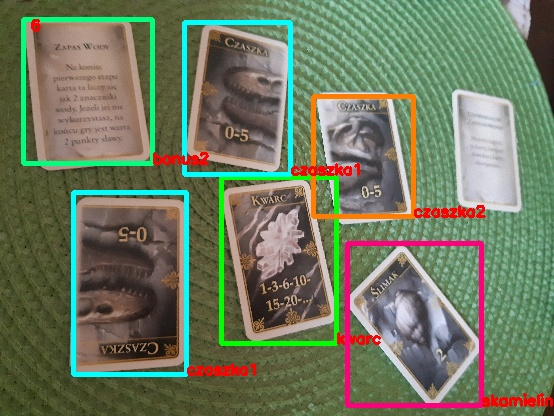 6
ZAPAS WODY
Na koniec
pierwszego etapu
karta ta liczy się
jak 2 znaczniki
wody. Jeżeli jej nie
wykorzystasz, na
końcu gry jest warta
2 punkty sławy.
bonus2
CZASZKA
0-5
czaszka1
CZASZKA
0-5
czaszka2
0-5
CZASZKA
czaszka1
KWARC
1-3-6-10-
15-20-...
kwarc
ŚLIMAK
2
skamielin